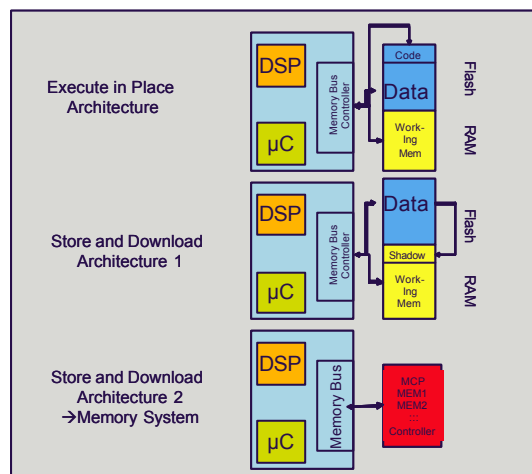 Execute in Place
Architecture
DSP
µC
Memory Bus
Controller
Code
Data
Work-
ing
Mem
Flash
RAM
Store and Download
Architecture 1
DSP
µC
Memory Bus
Controller
Data
Shadow
Work-
ing
Mem
Flash
RAM
Store and Download
Architecture 2
→Memory System
DSP
µC
Memory Bus
MCP
MEM1
MEM2
:::
Controller